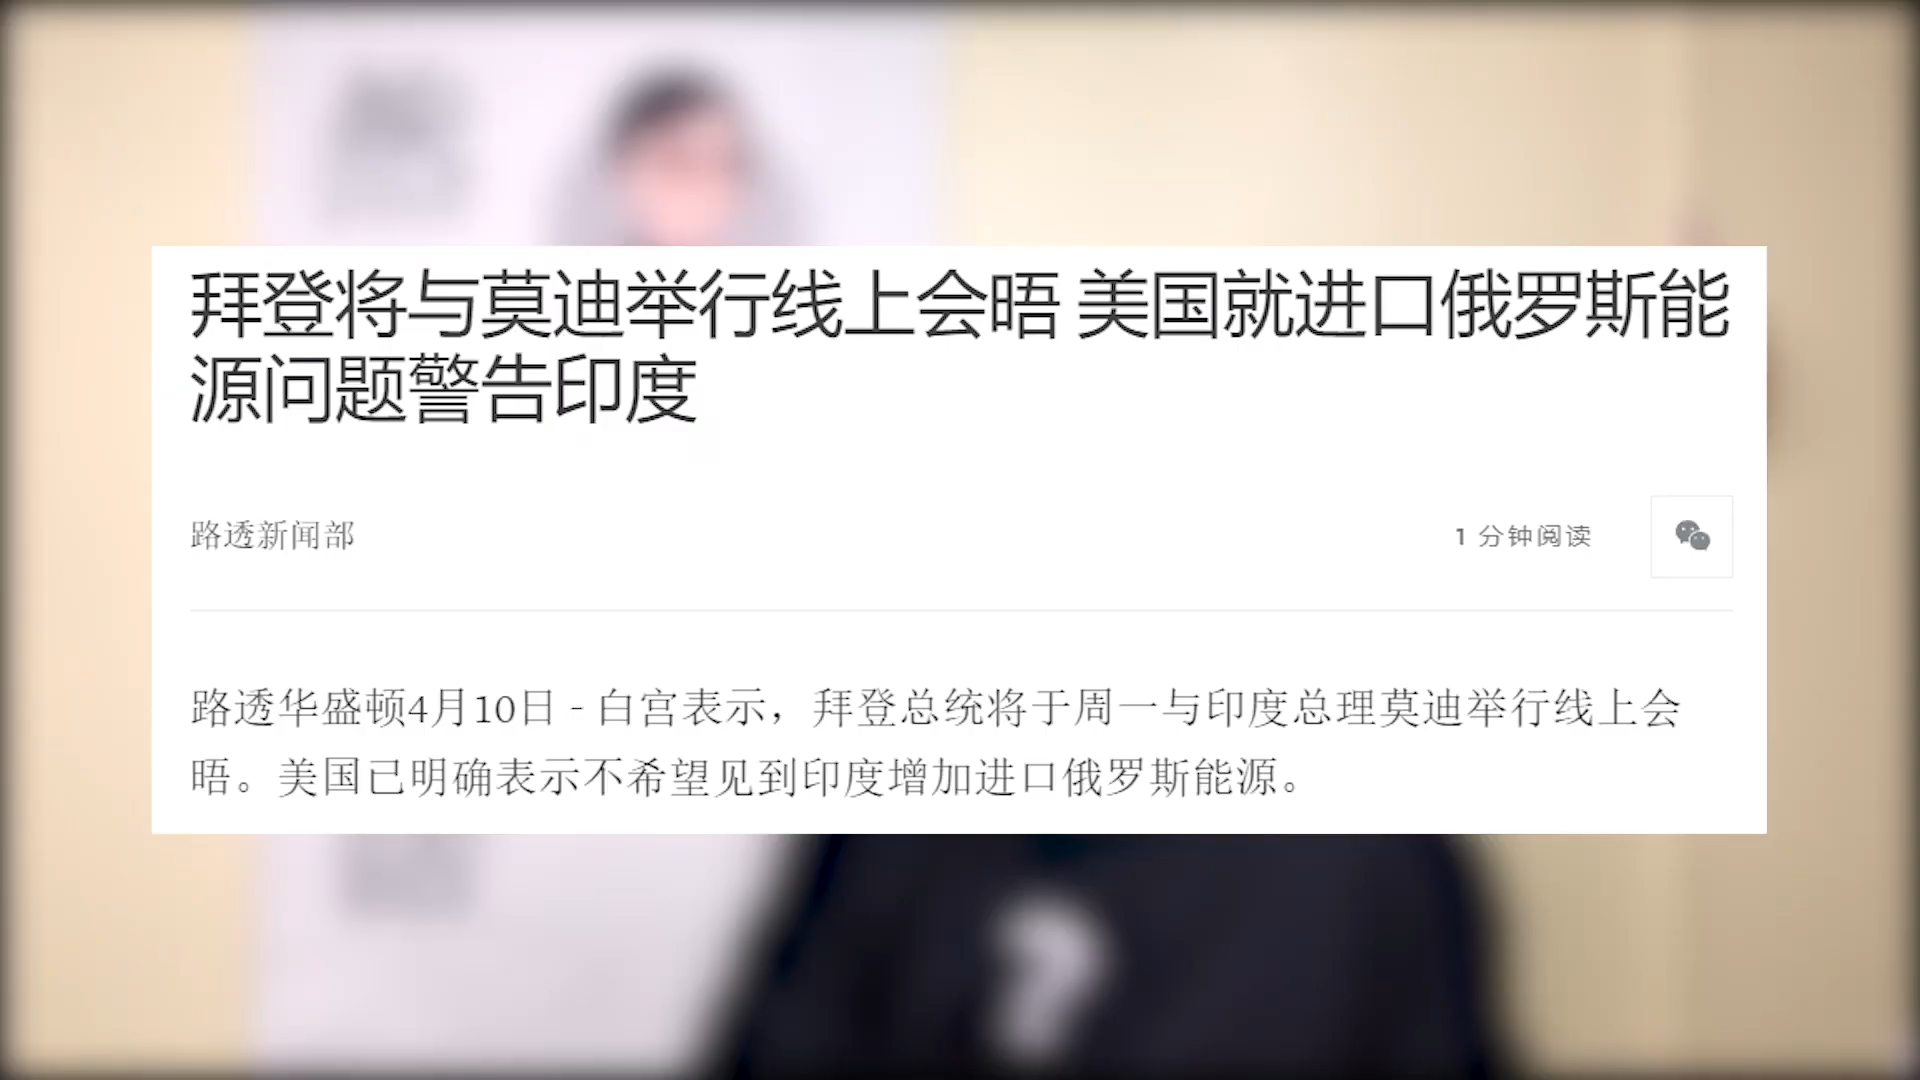 拜登将与莫迪举行线上会晤 美国就进口俄罗斯能
源问题警告印度
路透新闻部
1 分钟阅读
路透华盛顿4月10日 - 白宫表示，拜登总统将于周一与印度总理莫迪举行线上会
晤。美国已明确表示不希望见到印度增加进口俄罗斯能源。